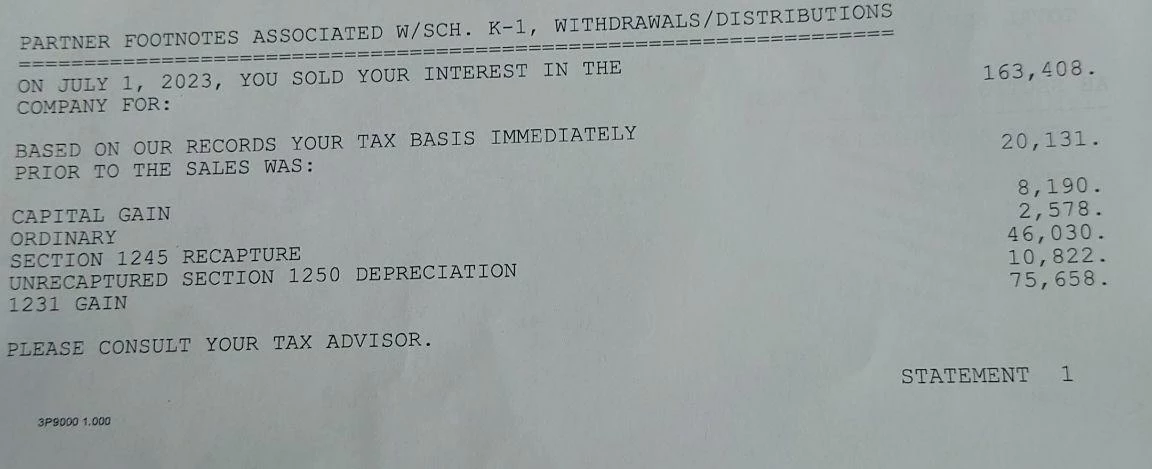 PARTNER FOOTNOTES ASSOCIATED W/SCH. K-1, WITHDRAWALS/DISTRIBUTIONS
==================================================================
ON JULY 1, 2023, YOU SOLD YOUR INTEREST IN THE 163,408.
COMPANY FOR:
BASED ON OUR RECORDS YOUR TAX BASIS IMMEDIATELY 20,131.
PRIOR TO THE SALES WAS:
CAPITAL GAIN 8,190.
ORDINARY 2,578.
SECTION 1245 RECAPTURE 46,030.
UNRECAPTURED SECTION 1250 DEPRECIATION 10,822.
1231 GAIN 75,658.
PLEASE CONSULT YOUR TAX ADVISOR.
STATEMENT 1
3P9000 1.000